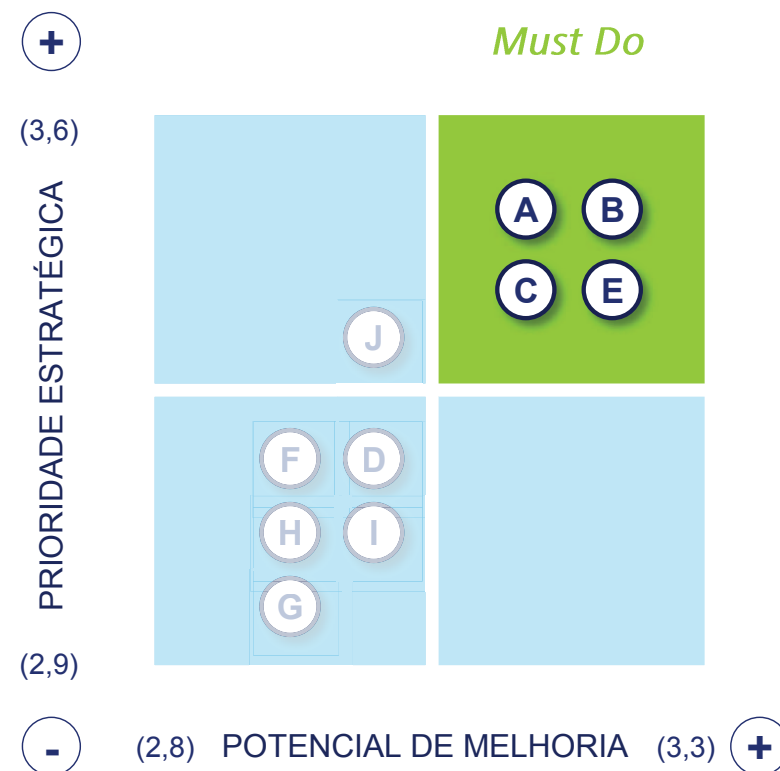 +
Must Do
(3,6)
A B
C E
J
PRIORIDADE ESTRATÉGICA
F D
H I
G
(2,9)
- (2,8) POTENCIAL DE MELHORIA (3,3) +